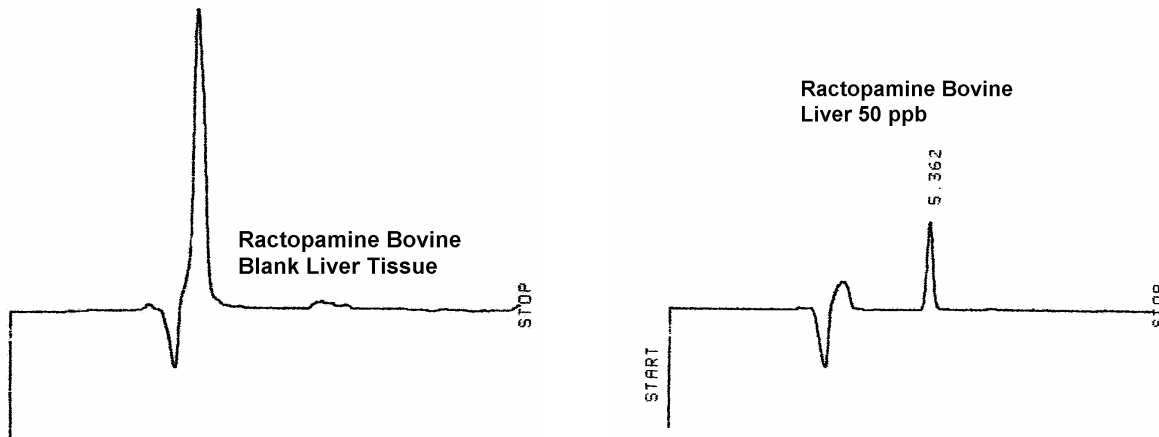 Ractopamine Bovine
Blank Liver Tissue
STOP
Ractopamine Bovine
Liver 50 ppb
5.362
START
STOP